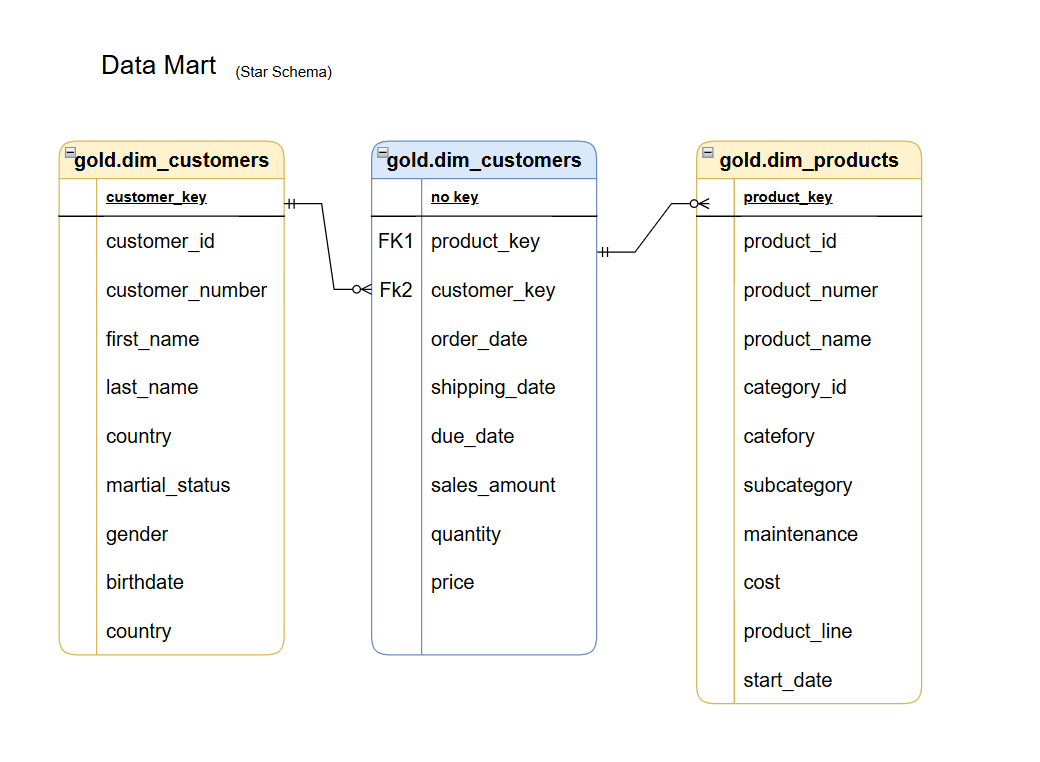 Data Mart (Star Schema)
gold.dim_customers
customer_key
customer_id
customer_number
first_name
last_name
country
martial_status
gender
birthdate
country
gold.dim_customers
no key
FK1 product_key
Fk2 customer_key
order_date
shipping_date
due_date
sales_amount
quantity
price
gold.dim_products
product_key
product_id
product_numer
product_name
category_id
catefory
subcategory
maintenance
cost
product_line
start_date